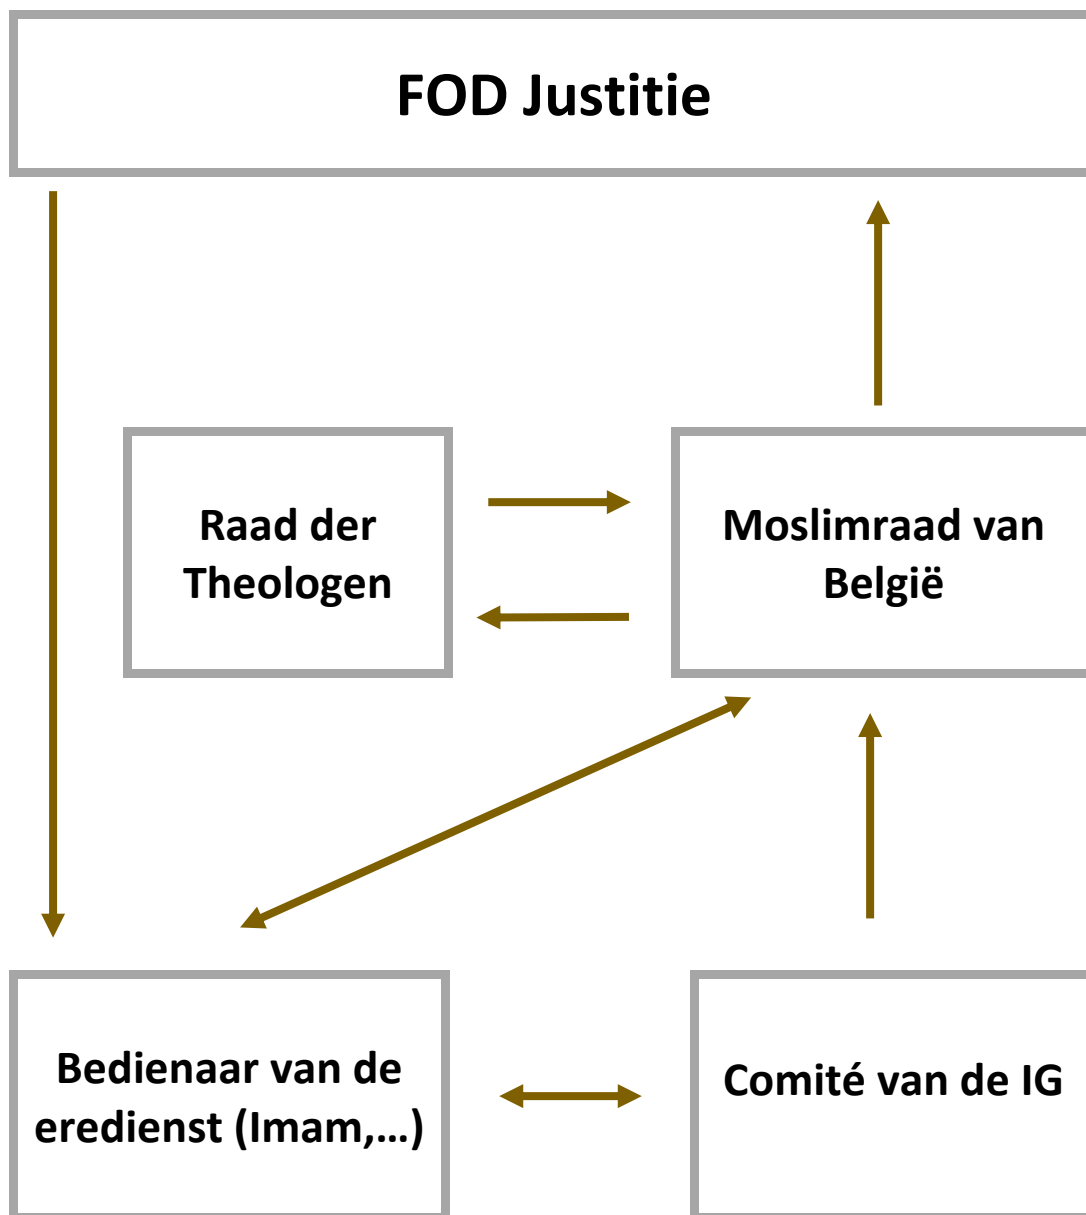 FOD Justitie
Raad der
Theologen
Moslimraad van
België
Bedienaar van de
eredienst (Imam,...)
Comité van de IG